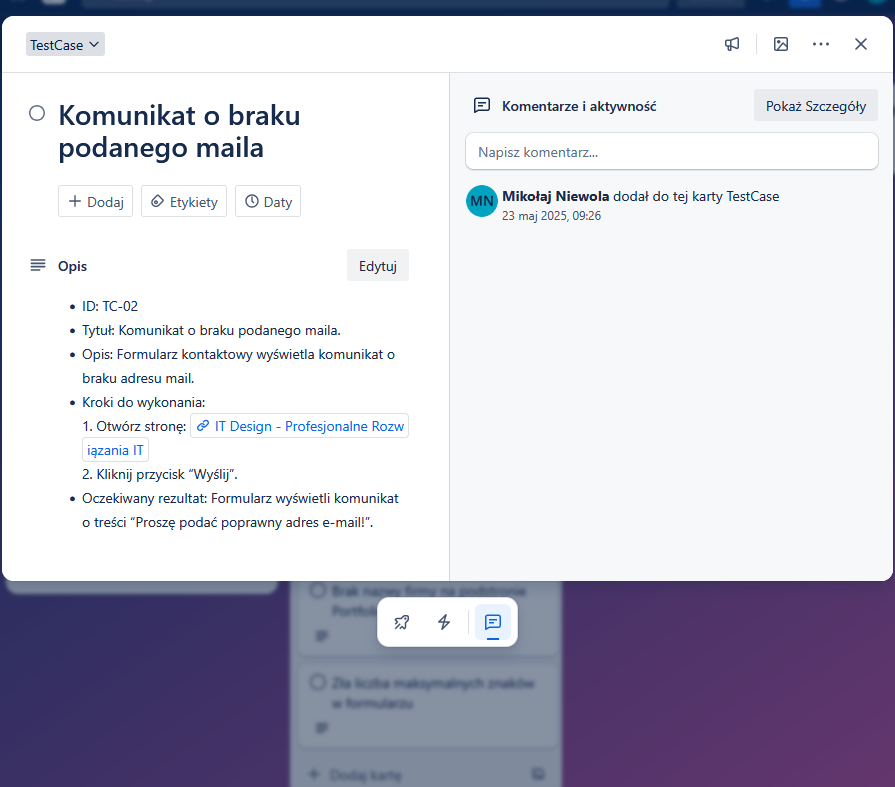 TestCase
Komunikat o braku
podanego maila
Dodaj
Etykiety
Daty
Opis
Edytuj
• ID: TC-02
• Tytuł: Komunikat o braku podanego maila.
• Opis: Formularz kontaktowy wyświetla komunikat o
braku adresu mail.
• Kroki do wykonania:
1. Otwórz stronę: IT Design - Profesjonalne Rozw
iązania IT
2. Kliknij przycisk “Wyślij”.
• Oczekiwany rezultat: Formularz wyświetli komunikat
o treści “Proszę podać poprawny adres e-mail!”.
Komentarze i aktywność
Pokaż Szczegóły
Napisz komentarz...
MN
Mikołaj Niewola dodał do tej karty TestCase
23 maj 2025, 09:26
Brak nazwy firmy na podstronie
Zła liczba maksymalnych znaków
w formularzu
Dodaj kartę